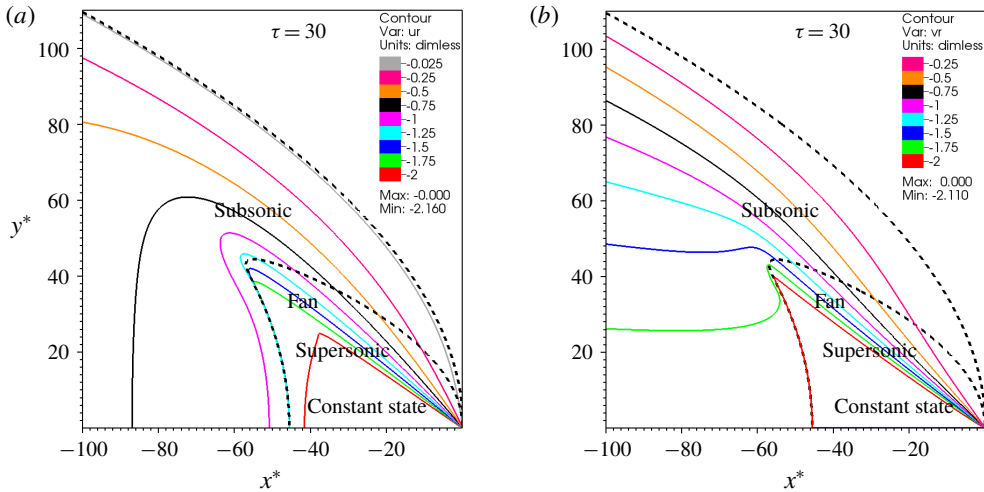 (a)
τ = 30
Contour
Var: ur
Units: dimless
-0.025
-0.25
-0.5
-0.75
-1
-1.25
-1.5
-1.75
-2
Max: -0.000
Min: -2.160
100
80
60
40
20
y*
Subsonic
Fan
Supersonic
Constant state
−100
−80
−60
−40
−20
x*
(b)
τ = 30
Contour
Var: vr
Units: dimless
-0.25
-0.5
-0.75
-1
-1.25
-1.5
-1.75
-2
Max: 0.000
Min: -2.110
100
80
60
40
20
Subsonic
Fan
Supersonic
Constant state
−100
−80
−60
−40
−20
x*